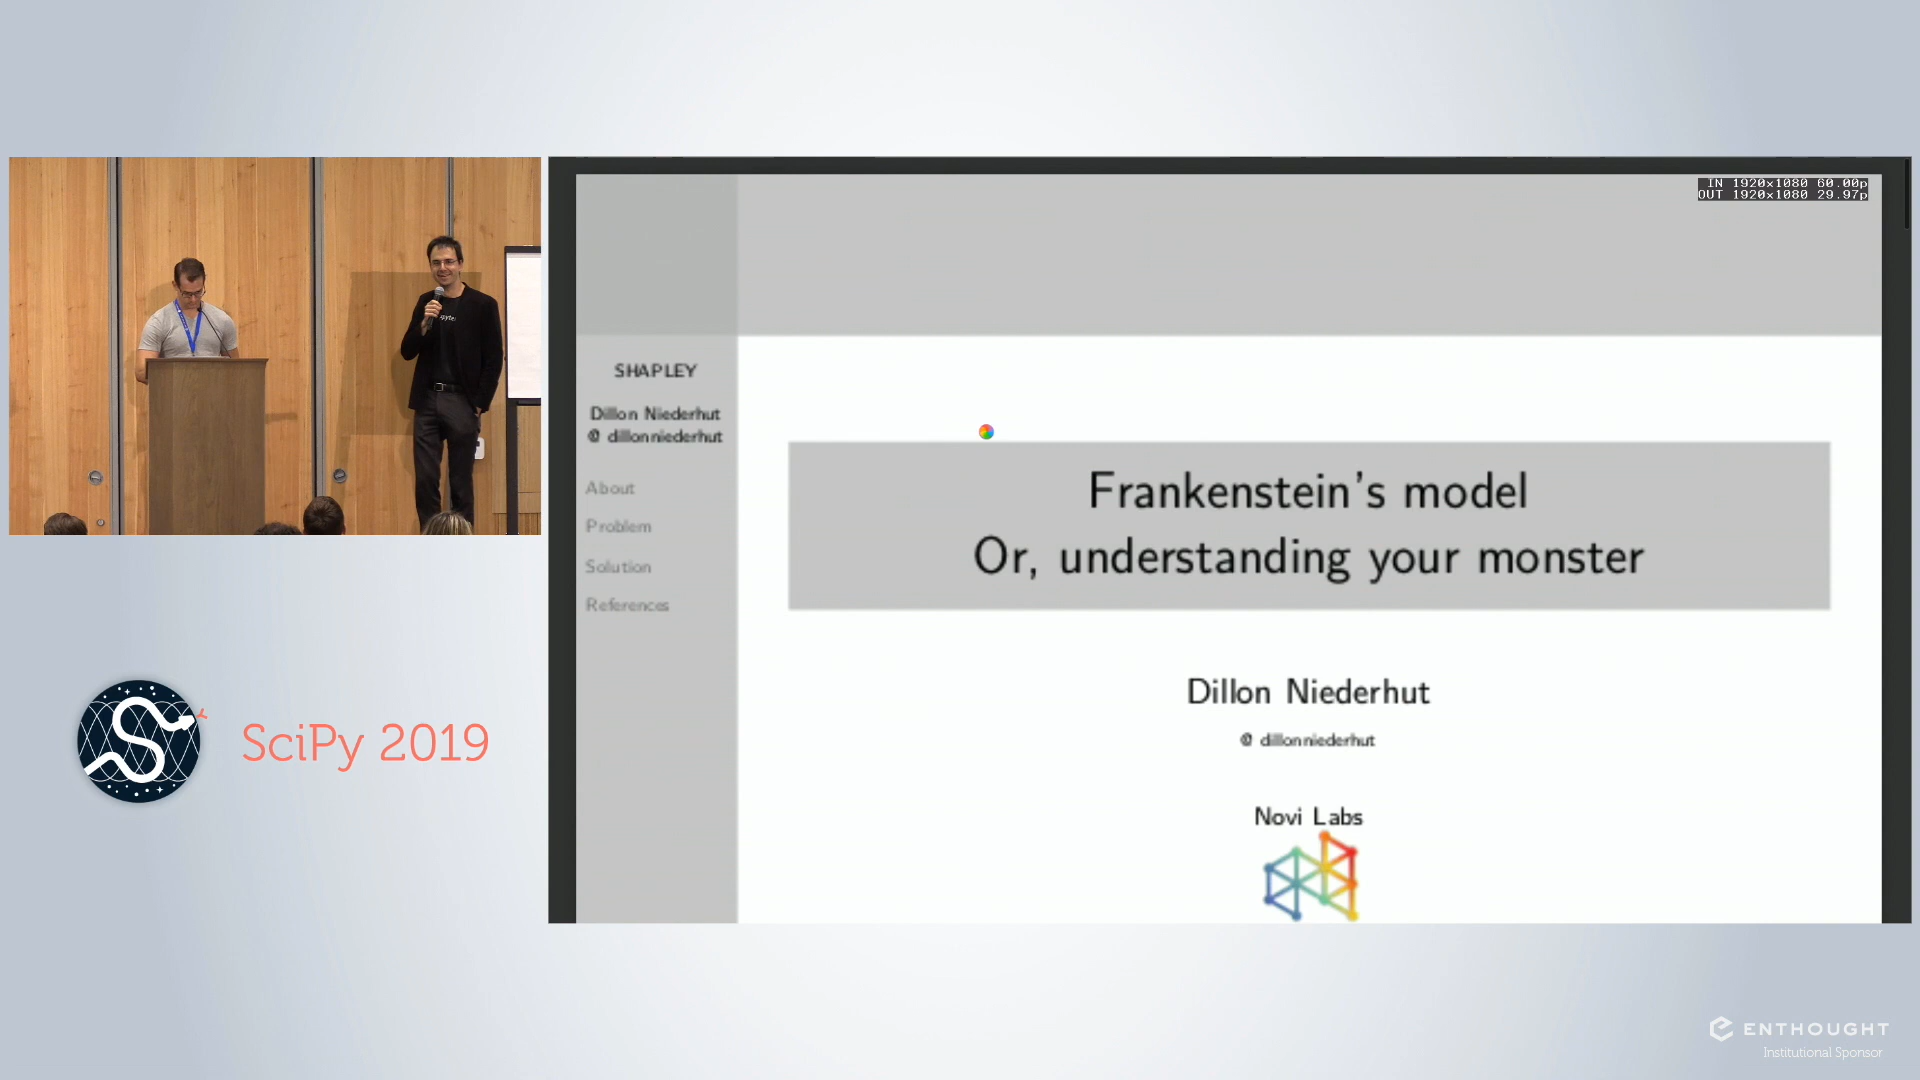 IN 1920x1080 60.00p
OUT 1920x1080 29.97p
SHAPLEY
Dillon Niederhut
@ dillonniederhut
About
Problem
Solution
References
Frankenstein's model
Or, understanding your monster
Dillon Niederhut
@ dillonniederhut
Novi Labs
SciPy 2019
ENTHOUGHT
Institutional Sponsor